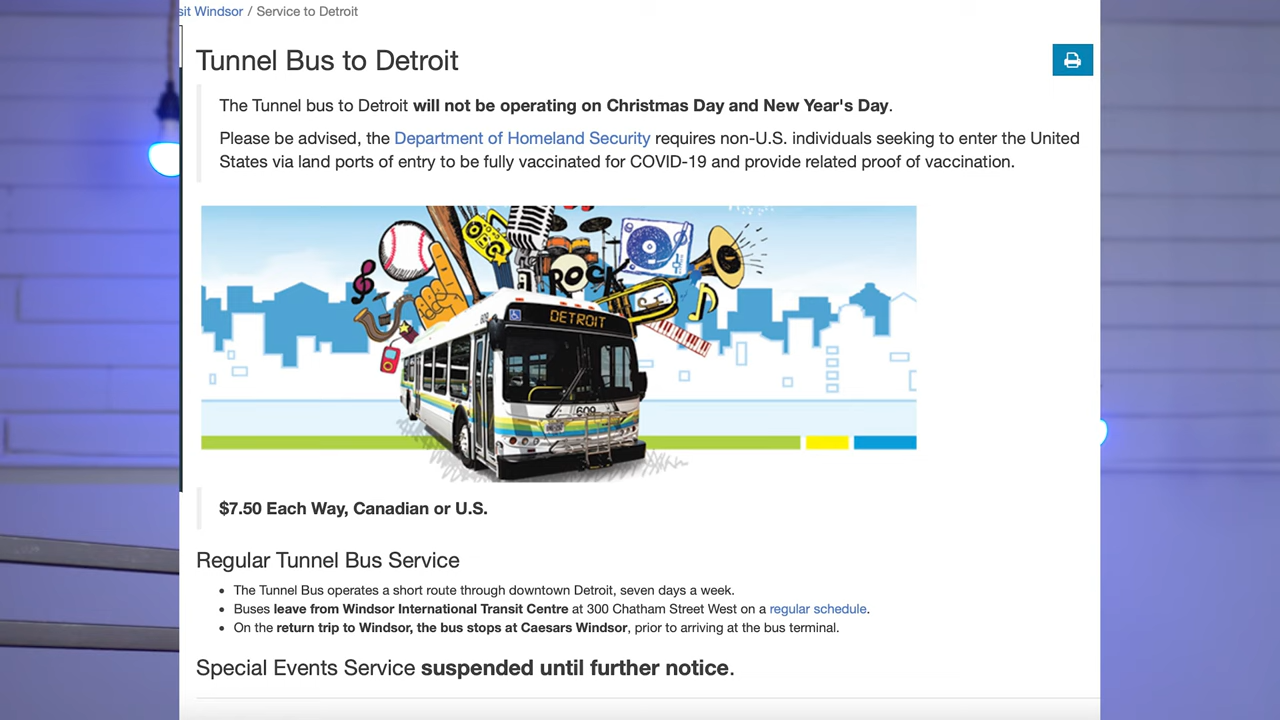 sit Windsor / Service to Detroit
Tunnel Bus to Detroit
The Tunnel bus to Detroit will not be operating on Christmas Day and New Year's Day.
Please be advised, the Department of Homeland Security requires non-U.S. individuals seeking to enter the United
States via land ports of entry to be fully vaccinated for COVID-19 and provide related proof of vaccination.
ROCK
DETROIT
609
$7.50 Each Way, Canadian or U.S.
Regular Tunnel Bus Service
• The Tunnel Bus operates a short route through downtown Detroit, seven days a week.
• Buses leave from Windsor International Transit Centre at 300 Chatham Street West on a regular schedule.
• On the return trip to Windsor, the bus stops at Caesars Windsor, prior to arriving at the bus terminal.
Special Events Service suspended until further notice.